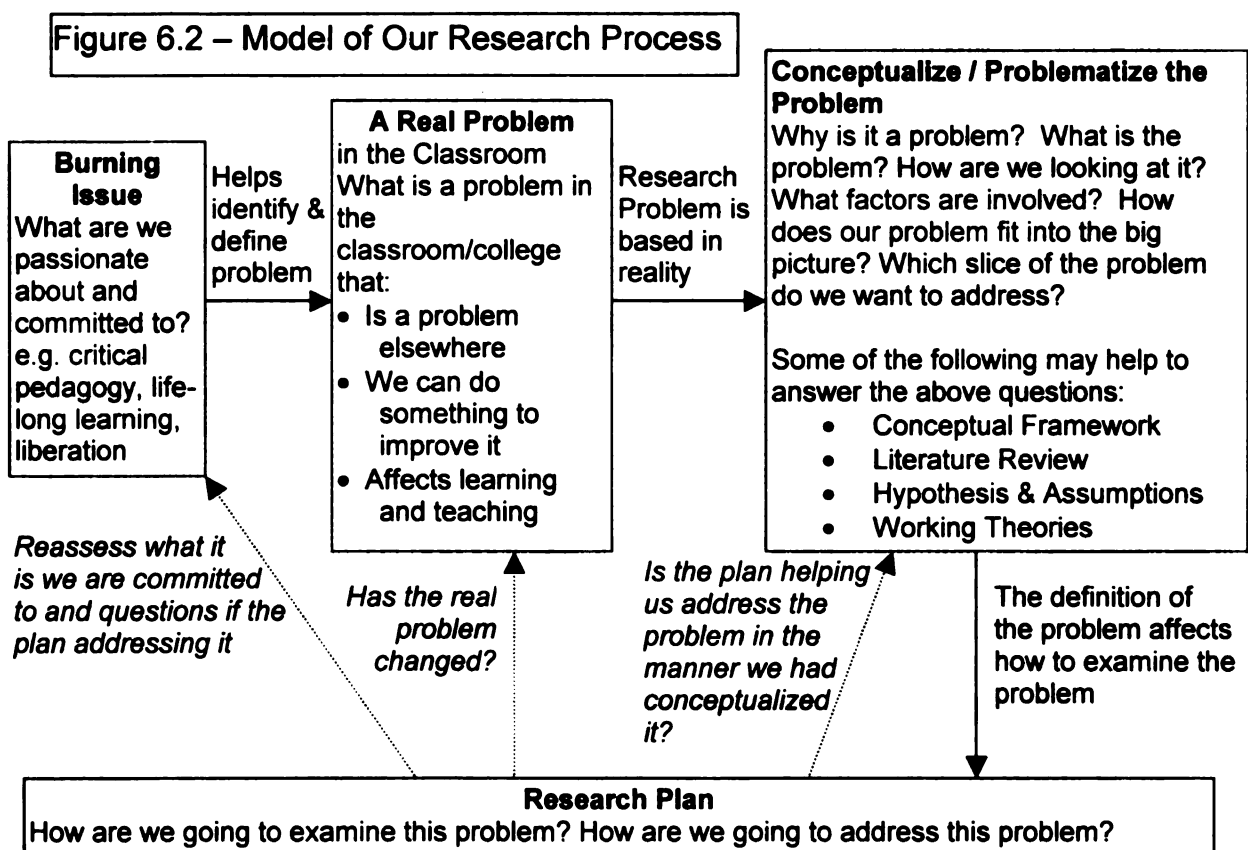 Figure 6.2 – Model of Our Research Process
Burning
Issue
What are we
passionate
about and
committed to?
e.g. critical
pedagogy, life-
long learning,
liberation
Helps
identify &
define
problem
A Real Problem
in the Classroom
What is a problem in
the
classroom/college
that:
• Is a problem
elsewhere
• We can do
something to
improve it
• Affects learning
and teaching
Research
Problem is
based in
reality
Conceptualize / Problematize the
Problem
Why is it a problem? What is the
problem? How are we looking at it?
What factors are involved? How
does our problem fit into the big
picture? Which slice of the problem
do we want to address?
Some of the following may help to
answer the above questions:
• Conceptual Framework
• Literature Review
• Hypothesis & Assumptions
• Working Theories
Reassess what it
is we are committed
to and questions if the
plan addressing it
Has the real
problem
changed?
Is the plan helping
us address the
problem in the
manner we had
conceptualized
it?
The definition of
the problem affects
how to examine the
problem
Research Plan
How are we going to examine this problem? How are we going to address this problem?